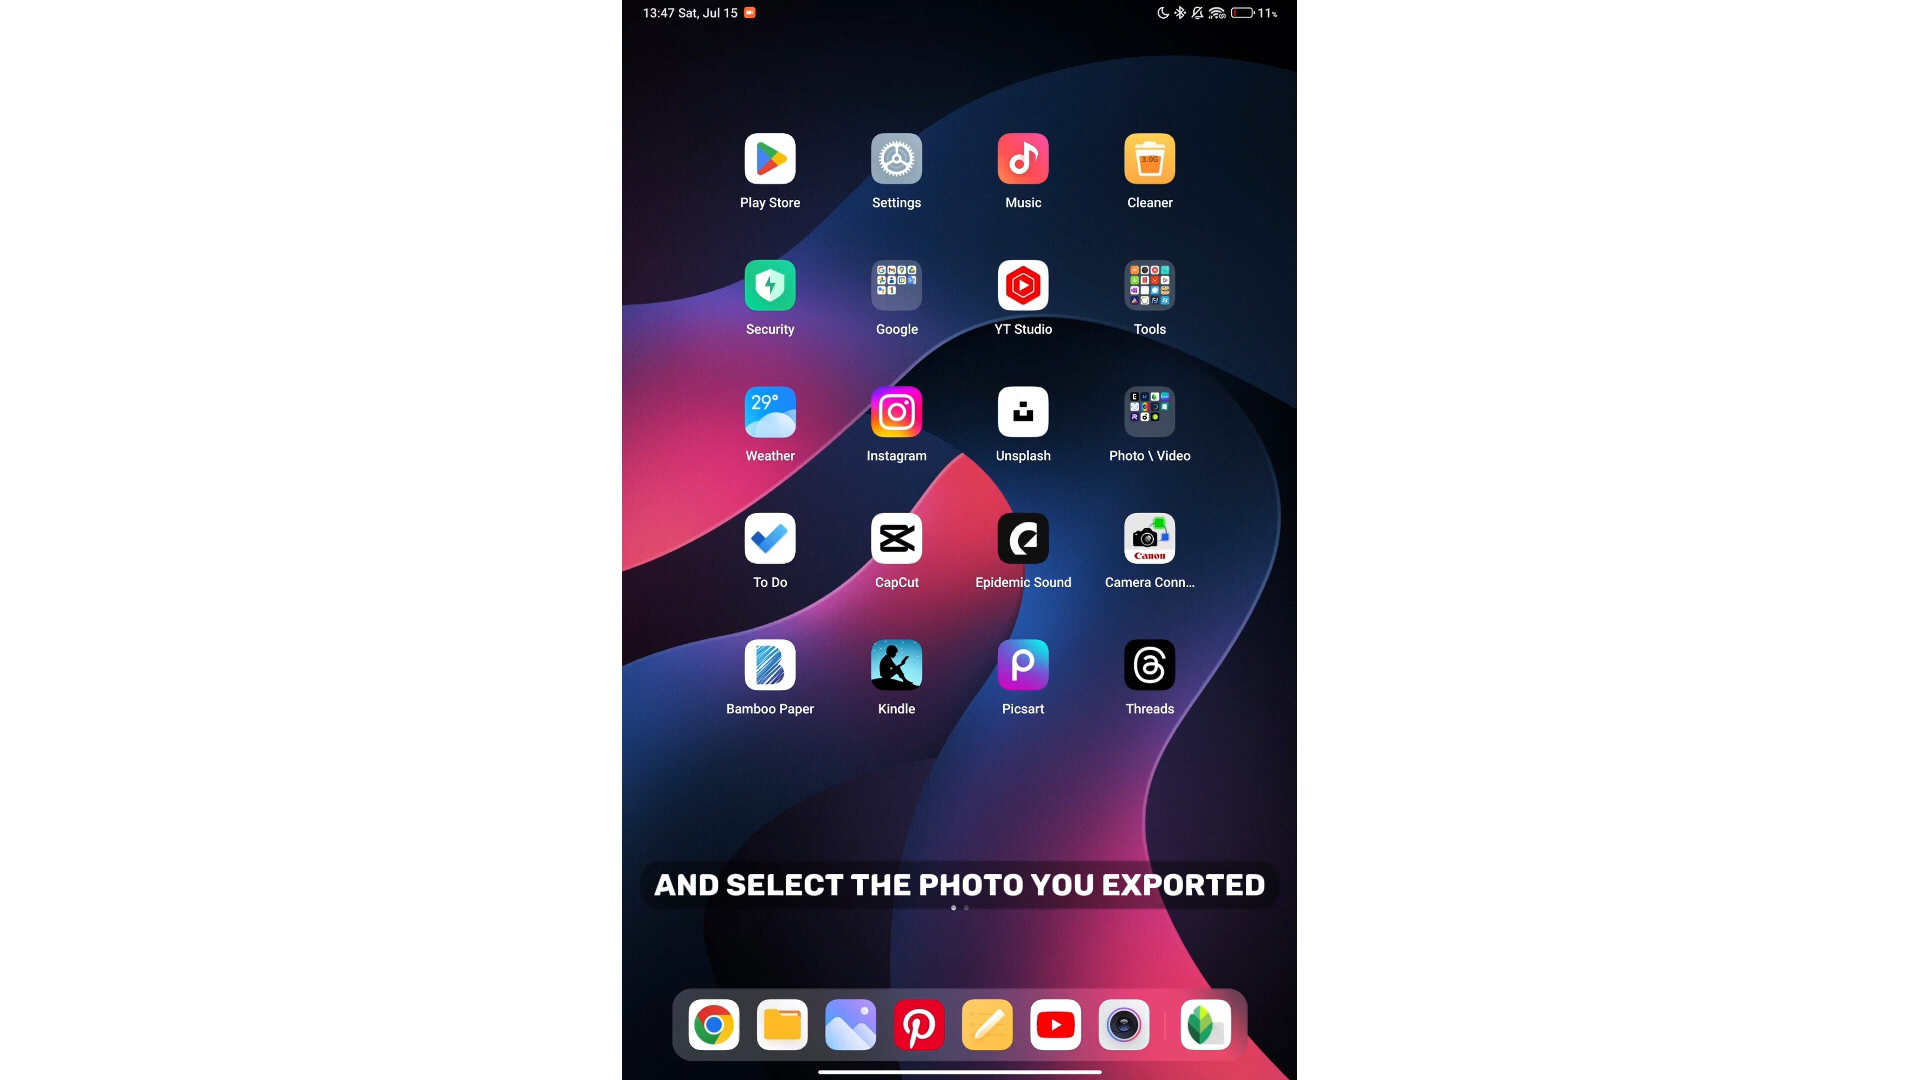 13:47 Sat, Jul 15
11%
3.0G
Play Store
Settings
Music
Cleaner
Security
Google
YT Studio
Tools
29°
Weather
Instagram
Unsplash
Photo \ Video
Canon
To Do
CapCut
Epidemic Sound
Camera Conn...
Bamboo Paper
Kindle
Picsart
Threads
AND SELECT THE PHOTO YOU EXPORTED